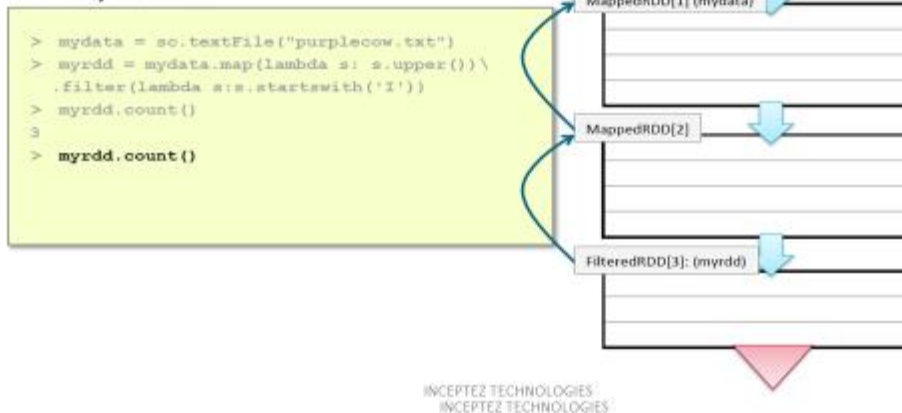 MappedRDD[1] (mydata)
> mydata = sc.textFile("purplecow.txt")
> myrdd = mydata.map(lambda s: s.upper())\
.filter(lambda s:s.startswith('I'))
> myrdd.count()
3
> myrdd.count()
MappedRDD[2]
FilteredRDD[3]: (myrdd)
INCEPTEZ TECHNOLOGIES
INCEPTEZ TECHNOLOGIES